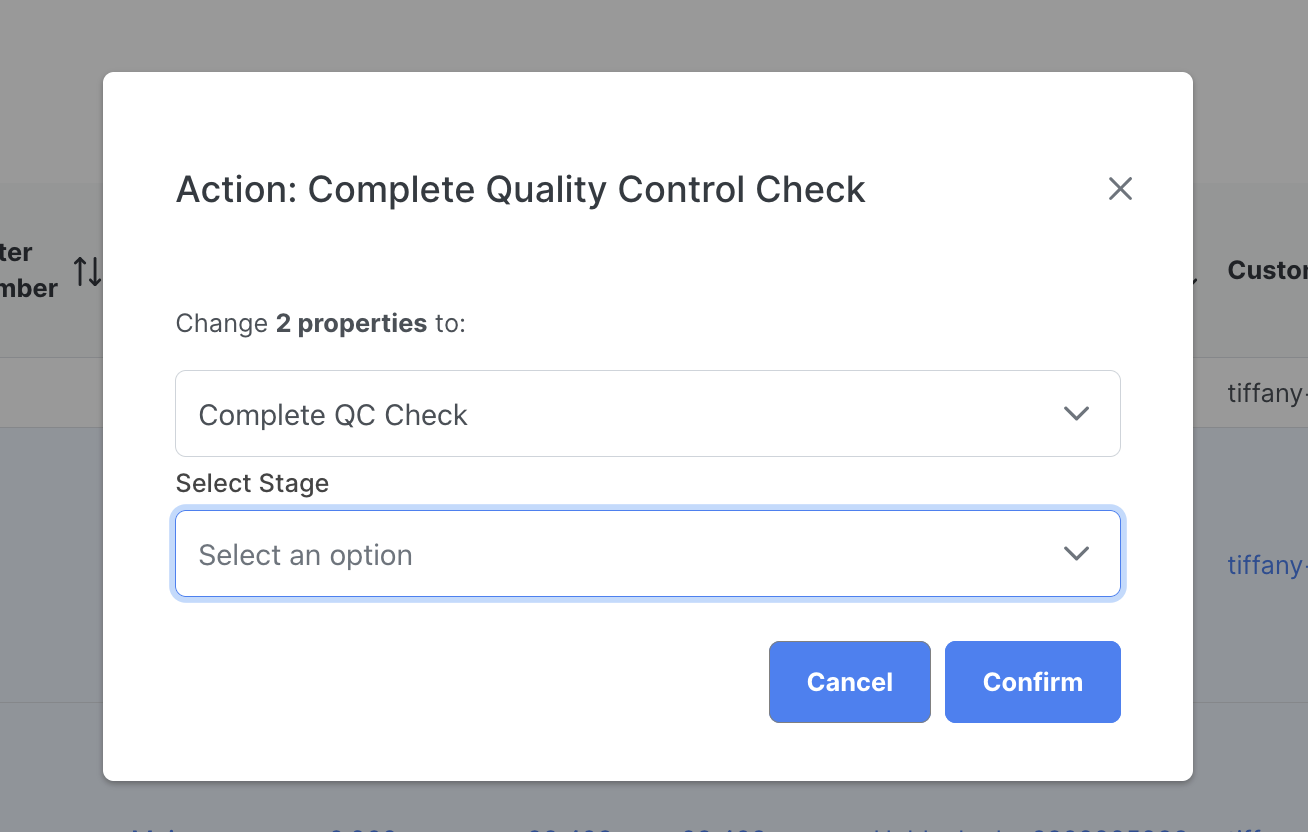 Action: Complete Quality Control Check
Change 2 properties to:
Complete QC Check
Select Stage
Select an option
Cancel
Confirm
ter
mber
Custor
tiffany-
tiffany-